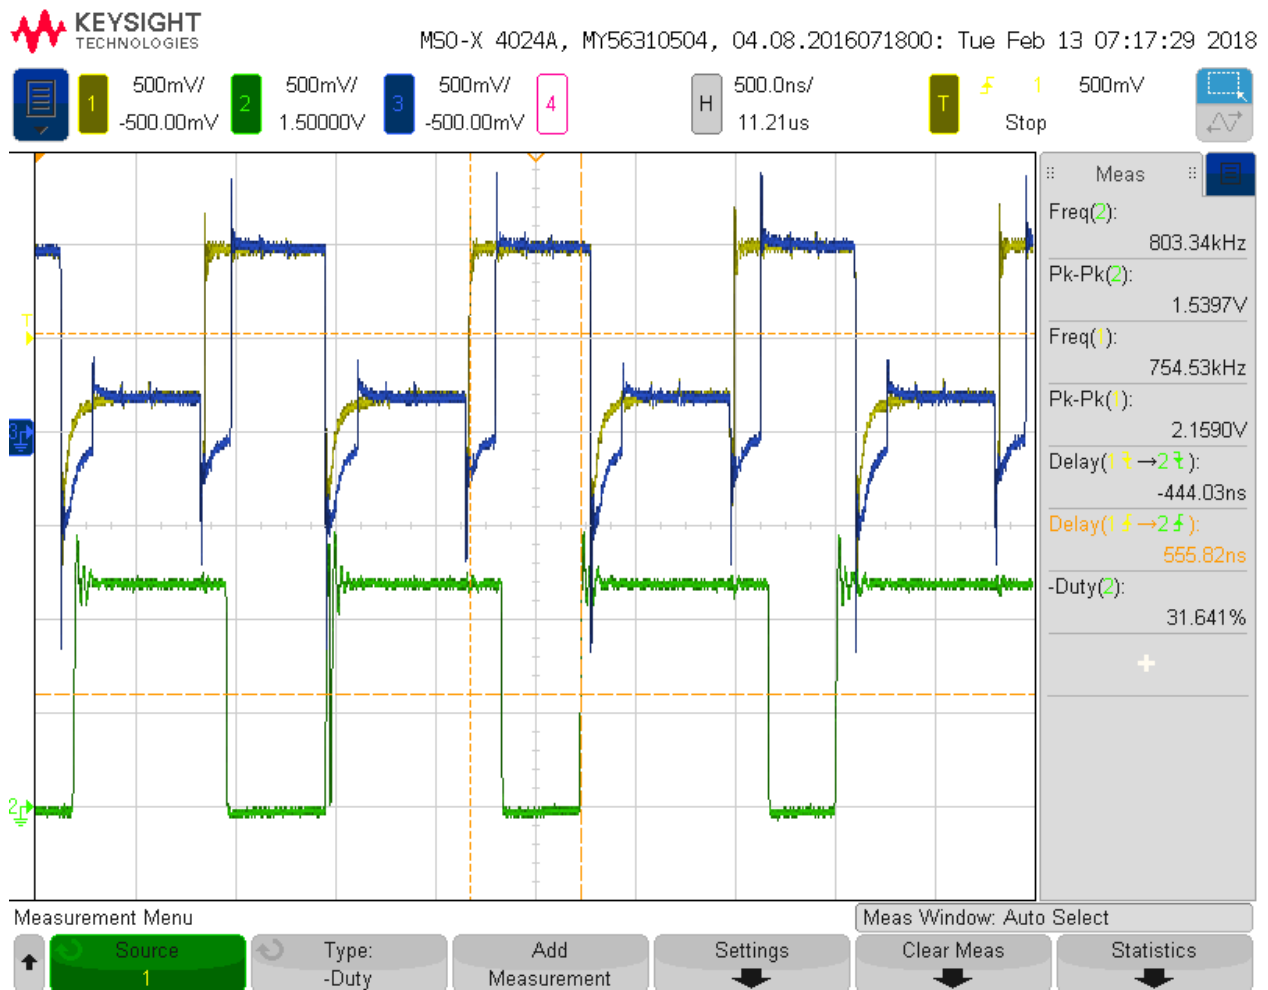 KEYSIGHT
TECHNOLOGIES
MSO-X 4024A, MY56310504, 04.08.2016071800: Tue Feb 13 07:17:29 2018
1 500mV/ 2 500mV/ 3 500mV/ 4 H 500.0ns/ T 1 500mV
-500.00mV 1.50000V -500.00mV 11.21us Stop
Meas
Freq(2):
803.34kHz
Pk-Pk(2):
1.5397V
T
Freq(1):
754.53kHz
Pk-Pk(1):
2.1590V
3
Delay(1→2):
-444.03ns
Delay(1→2):
555.82ns
-Duty(2):
31.641%
+
2
Measurement Menu
Meas Window: Auto Select
Source
1
Type:
-Duty
Add
Measurement
Settings
Clear Meas
Statistics